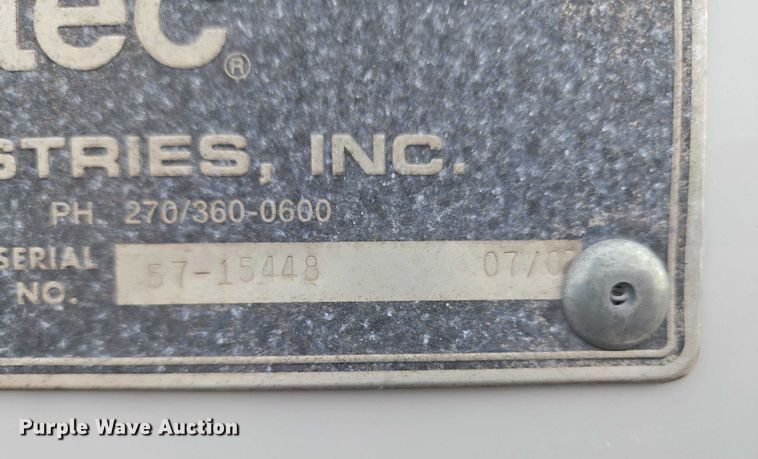 tec®
STRIES, INC.
PH. 270/360-0600
SERIAL NO. 57-15448 07/0
Purple Wave Auction